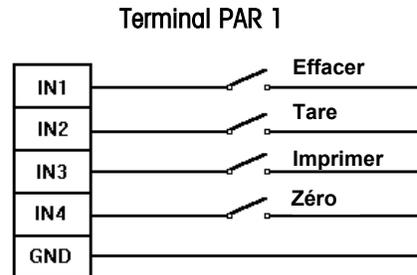 Terminal PAR 1
IN1 Effacer
IN2 Tare
IN3 Imprimer
IN4 Zéro
GND